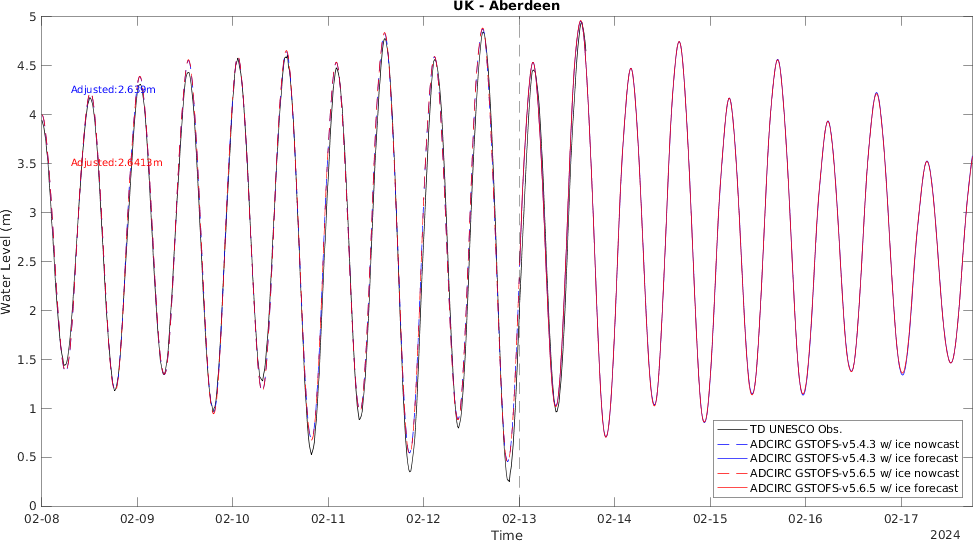 UK - Aberdeen
5
4.5
4
3.5
3
2.5
2
1.5
1
0.5
0
Water Level (m)
Adjusted:2.639m
Adjusted:2.6413m
TD UNESCO Obs.
ADCIRC GSTOFS-v5.4.3 w/ ice nowcast
ADCIRC GSTOFS-v5.4.3 w/ ice forecast
ADCIRC GSTOFS-v5.6.5 w/ ice nowcast
ADCIRC GSTOFS-v5.6.5 w/ ice forecast
02-08 02-09 02-10 02-11 02-12 02-13 02-14 02-15 02-16 02-17
Time
2024